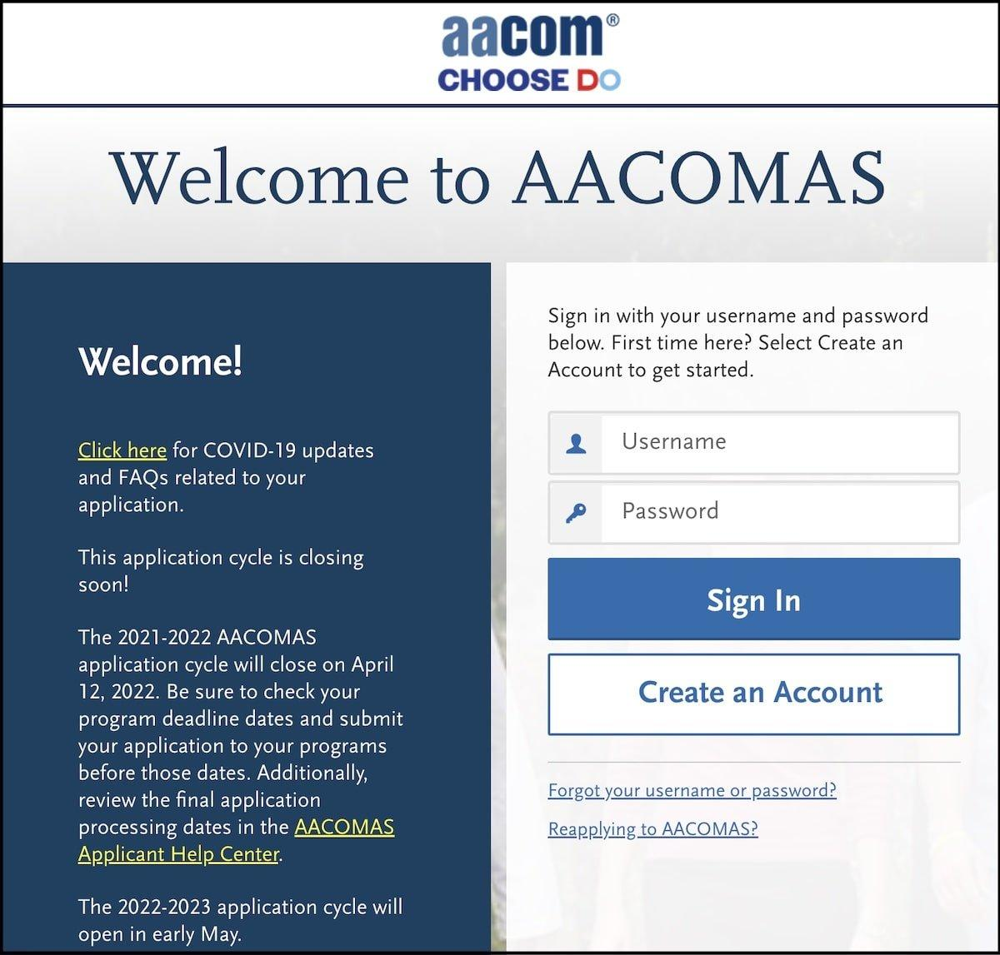 aacom®
CHOOSE DO
Welcome to AACOMAS
Welcome!
Click here for COVID-19 updates
and FAQs related to your
application.
This application cycle is closing
soon!
The 2021-2022 AACOMAS
application cycle will close on April
12, 2022. Be sure to check your
program deadline dates and submit
your application to your programs
before those dates. Additionally,
review the final application
processing dates in the AACOMAS
Applicant Help Center.
The 2022-2023 application cycle will
open in early May.
Sign in with your username and password
below. First time here? Select Create an
Account to get started.
Username
Password
Sign In
Create an Account
Forgot your username or password?
Reapplying to AACOMAS?